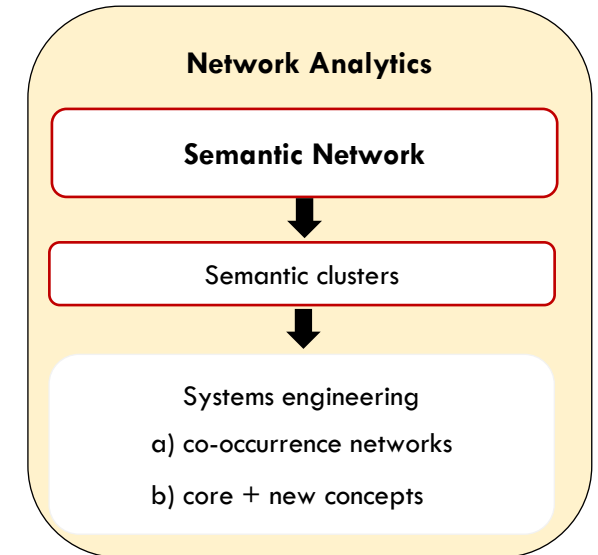 Network Analytics
Semantic Network
Semantic clusters
Systems engineering
a) co-occurrence networks
b) core + new concepts